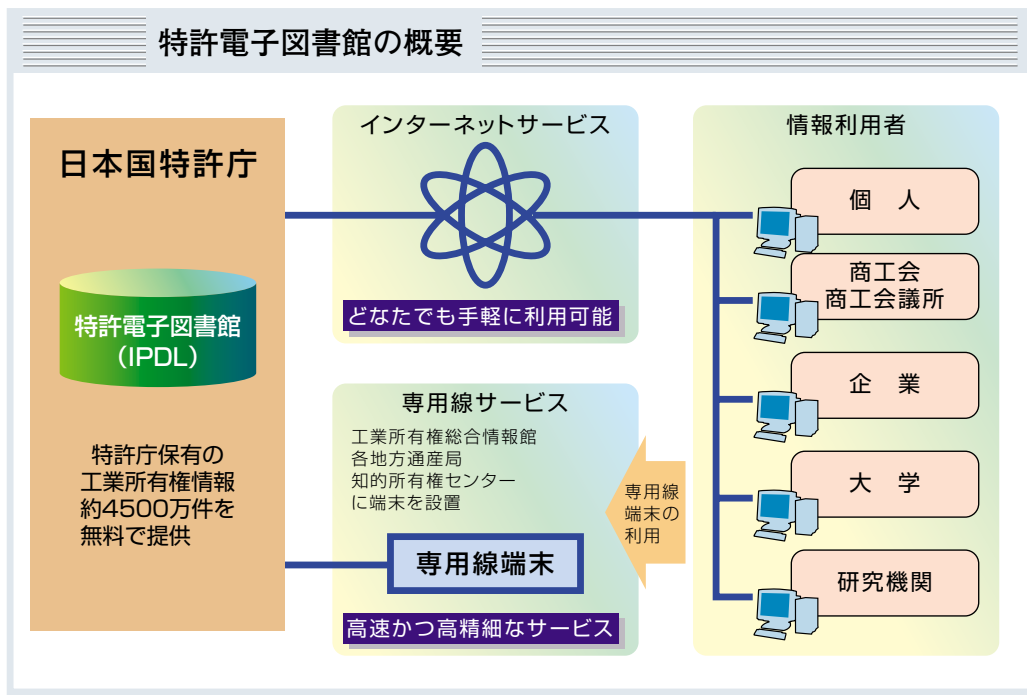 特許電子図書館の概要
日本国特許庁
特許電子図書館
(IPDL)
特許庁保有の
工業所有権情報
約4500万件を
無料で提供
インターネットサービス
どなたでも手軽に利用可能
専用線サービス
工業所有権総合情報館
各地方通産局
知的所有権センター
に端末を設置
専用線端末
高速かつ高精細なサービス
専用線
端末の
利用
情報利用者
個　人
商工会
商工会議所
企　業
大　学
研究機関